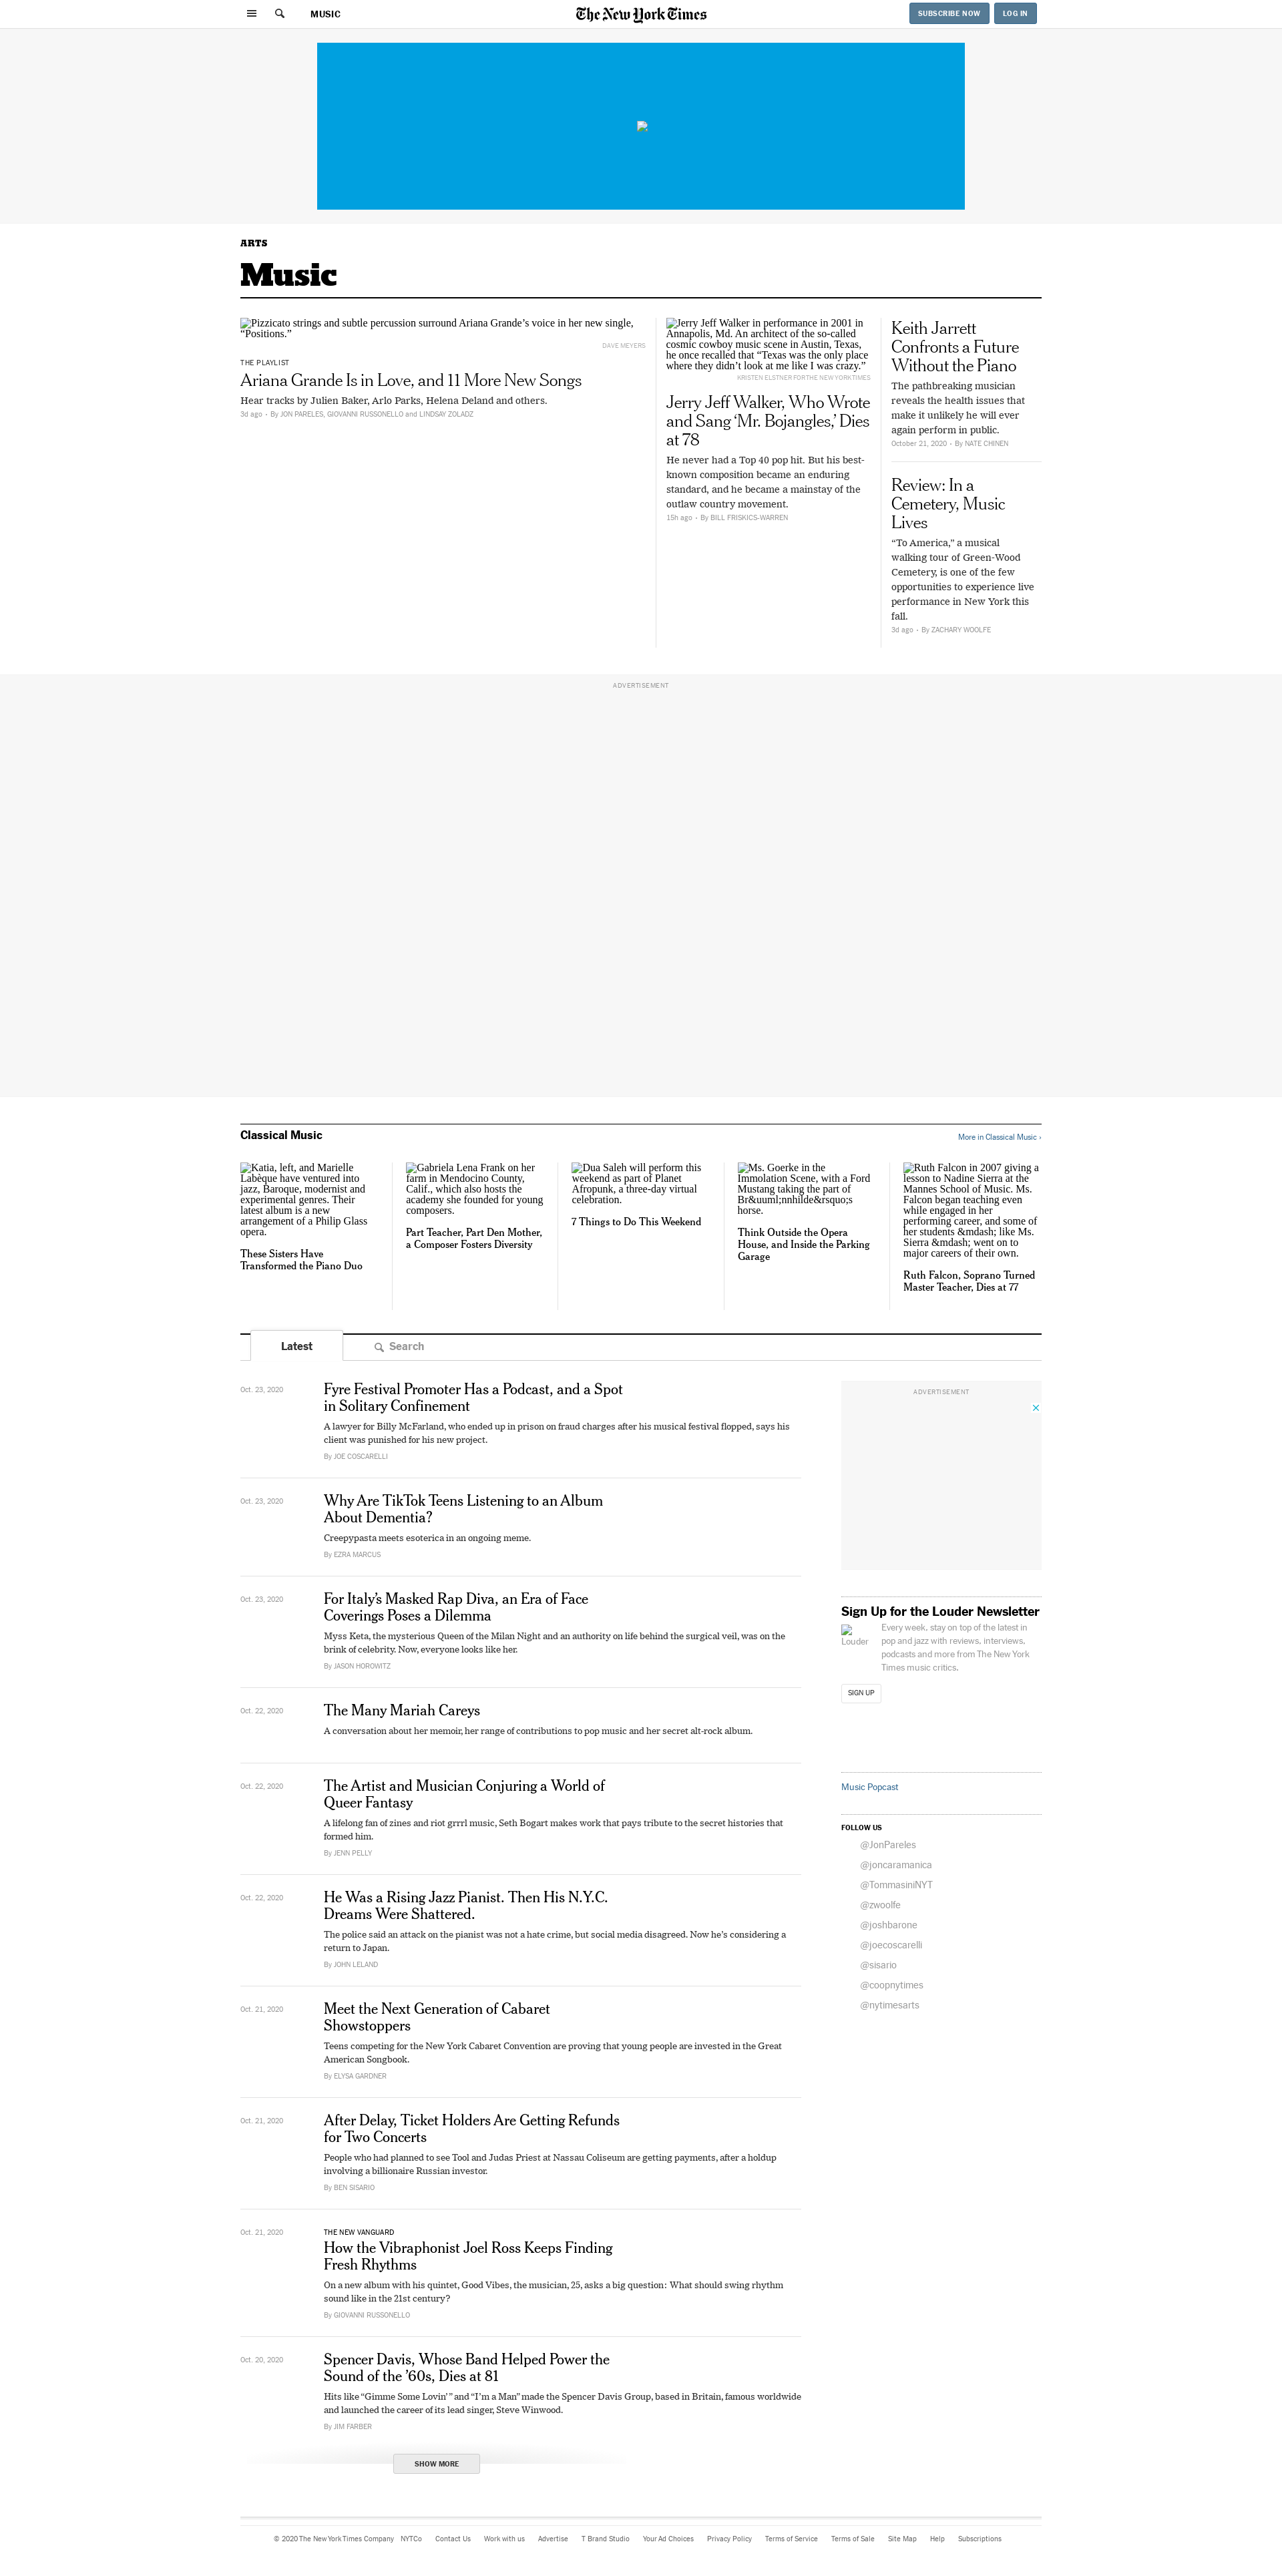 MUSIC
The New York Times
SUBSCRIBE NOW
LOG IN
ARTS
Music
Pizzicato strings and subtle percussion surround Ariana Grande’s voice in her new single,
“Positions.”
DAVE MEYERS
THE PLAYLIST
Ariana Grande Is in Love, and 11 More New Songs
Hear tracks by Julien Baker, Arlo Parks, Helena Deland and others.
3d ago • By JON PARELES, GIOVANNI RUSSONELLO and LINDSAY ZOLADZ
Jerry Jeff Walker in performance in 2001 in
Annapolis, Md. An architect of the so-called
cosmic cowboy music scene in Austin, Texas,
he once recalled that “Texas was the only place
where they didn’t look at me like I was crazy.”
KRISTEN ELSTNER FOR THE NEW YORK TIMES
Jerry Jeff Walker, Who Wrote
and Sang ‘Mr. Bojangles,’ Dies
at 78
He never had a Top 40 pop hit. But his best-
known composition became an enduring
standard, and he became a mainstay of the
outlaw country movement.
15h ago • By BILL FRISKICS-WARREN
Keith Jarrett
Confronts a Future
Without the Piano
The pathbreaking musician
reveals the health issues that
make it unlikely he will ever
again perform in public.
October 21, 2020 • By NATE CHINEN
Review: In a
Cemetery, Music
Lives
“To America,” a musical
walking tour of Green-Wood
Cemetery, is one of the few
opportunities to experience live
performance in New York this
fall.
3d ago • By ZACHARY WOOLFE
ADVERTISEMENT
Classical Music
More in Classical Music ›
Katia, left, and Marielle
Labèque have ventured into
jazz, Baroque, modernist and
experimental genres. Their
latest album is a new
arrangement of a Philip Glass
opera.
These Sisters Have
Transformed the Piano Duo
Gabriela Lena Frank on her
farm in Mendocino County,
Calif., which also hosts the
academy she founded for young
composers.
Part Teacher, Part Den Mother,
a Composer Fosters Diversity
Dua Saleh will perform this
weekend as part of Planet
Afropunk, a three-day virtual
celebration.
7 Things to Do This Weekend
Ms. Goerke in the
Immolation Scene, with a Ford
Mustang taking the part of
Br&uuml;nnhilde&rsquo;s
horse.
Think Outside the Opera
House, and Inside the Parking
Garage
Ruth Falcon in 2007 giving a
lesson to Nadine Sierra at the
Mannes School of Music. Ms.
Falcon began teaching even
while engaged in her
performing career, and some of
her students &mdash; like Ms.
Sierra &mdash; went on to
major careers of their own.
Ruth Falcon, Soprano Turned
Master Teacher, Dies at 77
Latest
Search
Oct. 23, 2020
Fyre Festival Promoter Has a Podcast, and a Spot
in Solitary Confinement
A lawyer for Billy McFarland, who ended up in prison on fraud charges after his musical festival flopped, says his
client was punished for his new project.
By JOE COSCARELLI
Oct. 23, 2020
Why Are TikTok Teens Listening to an Album
About Dementia?
Creepypasta meets esoterica in an ongoing meme.
By EZRA MARCUS
Oct. 23, 2020
For Italy’s Masked Rap Diva, an Era of Face
Coverings Poses a Dilemma
Myss Keta, the mysterious Queen of the Milan Night and an authority on life behind the surgical veil, was on the
brink of celebrity. Now, everyone looks like her.
By JASON HOROWITZ
Oct. 22, 2020
The Many Mariah Careys
A conversation about her memoir, her range of contributions to pop music and her secret alt-rock album.
Oct. 22, 2020
The Artist and Musician Conjuring a World of
Queer Fantasy
A lifelong fan of zines and riot grrrl music, Seth Bogart makes work that pays tribute to the secret histories that
formed him.
By JENN PELLY
Oct. 22, 2020
He Was a Rising Jazz Pianist. Then His N.Y.C.
Dreams Were Shattered.
The police said an attack on the pianist was not a hate crime, but social media disagreed. Now he’s considering a
return to Japan.
By JOHN LELAND
Oct. 21, 2020
Meet the Next Generation of Cabaret
Showstoppers
Teens competing for the New York Cabaret Convention are proving that young people are invested in the Great
American Songbook.
By ELYSA GARDNER
Oct. 21, 2020
After Delay, Ticket Holders Are Getting Refunds
for Two Concerts
People who had planned to see Tool and Judas Priest at Nassau Coliseum are getting payments, after a holdup
involving a billionaire Russian investor.
By BEN SISARIO
Oct. 21, 2020
THE NEW VANGUARD
How the Vibraphonist Joel Ross Keeps Finding
Fresh Rhythms
On a new album with his quintet, Good Vibes, the musician, 25, asks a big question: What should swing rhythm
sound like in the 21st century?
By GIOVANNI RUSSONELLO
Oct. 20, 2020
Spencer Davis, Whose Band Helped Power the
Sound of the ’60s, Dies at 81
Hits like “Gimme Some Lovin’ ” and “I’m a Man” made the Spencer Davis Group, based in Britain, famous worldwide
and launched the career of its lead singer, Steve Winwood.
By JIM FARBER
SHOW MORE
ADVERTISEMENT
Sign Up for the Louder Newsletter
Louder
Every week, stay on top of the latest in
pop and jazz with reviews, interviews,
podcasts and more from The New York
Times music critics.
SIGN UP
Music Popcast
FOLLOW US
@JonPareles
@joncaramanica
@TommasiniNYT
@zwoolfe
@joshbarone
@joecoscarelli
@sisario
@coopnytimes
@nytimesarts
© 2020 The New York Times Company NYTCo Contact Us Work with us Advertise T Brand Studio Your Ad Choices Privacy Policy Terms of Service Terms of Sale Site Map Help Subscriptions